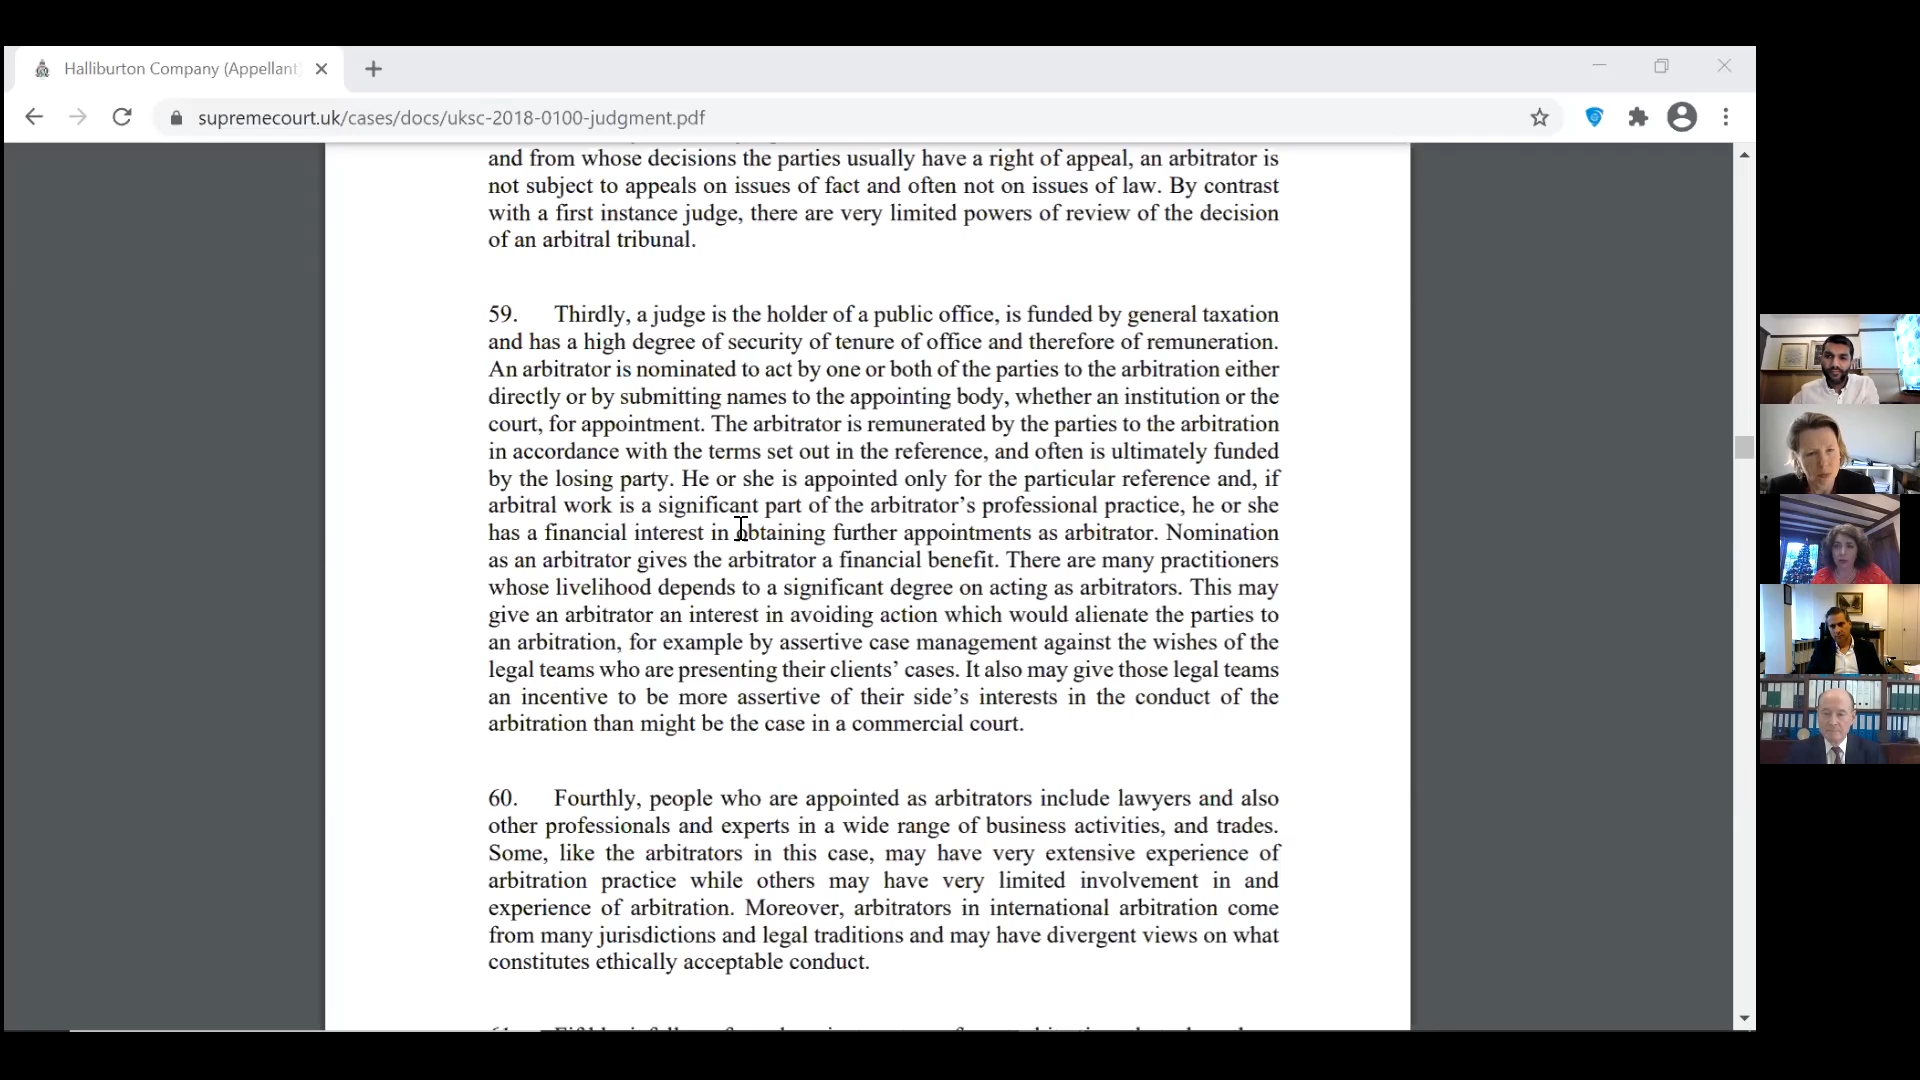 Halliburton Company (Appellant)
supremecourt.uk/cases/docs/uksc-2018-0100-judgment.pdf
and from whose decisions the parties usually have a right of appeal, an arbitrator is
not subject to appeals on issues of fact and often not on issues of law. By contrast
with a first instance judge, there are very limited powers of review of the decision
of an arbitral tribunal.
59. Thirdly, a judge is the holder of a public office, is funded by general taxation
and has a high degree of security of tenure of office and therefore of remuneration.
An arbitrator is nominated to act by one or both of the parties to the arbitration either
directly or by submitting names to the appointing body, whether an institution or the
court, for appointment. The arbitrator is remunerated by the parties to the arbitration
in accordance with the terms set out in the reference, and often is ultimately funded
by the losing party. He or she is appointed only for the particular reference and, if
arbitral work is a significant part of the arbitrator’s professional practice, he or she
has a financial interest in obtaining further appointments as arbitrator. Nomination
as an arbitrator gives the arbitrator a financial benefit. There are many practitioners
whose livelihood depends to a significant degree on acting as arbitrators. This may
give an arbitrator an interest in avoiding action which would alienate the parties to
an arbitration, for example by assertive case management against the wishes of the
legal teams who are presenting their clients’ cases. It also may give those legal teams
an incentive to be more assertive of their side’s interests in the conduct of the
arbitration than might be the case in a commercial court.
60. Fourthly, people who are appointed as arbitrators include lawyers and also
other professionals and experts in a wide range of business activities, and trades.
Some, like the arbitrators in this case, may have very extensive experience of
arbitration practice while others may have very limited involvement in and
experience of arbitration. Moreover, arbitrators in international arbitration come
from many jurisdictions and legal traditions and may have divergent views on what
constitutes ethically acceptable conduct.